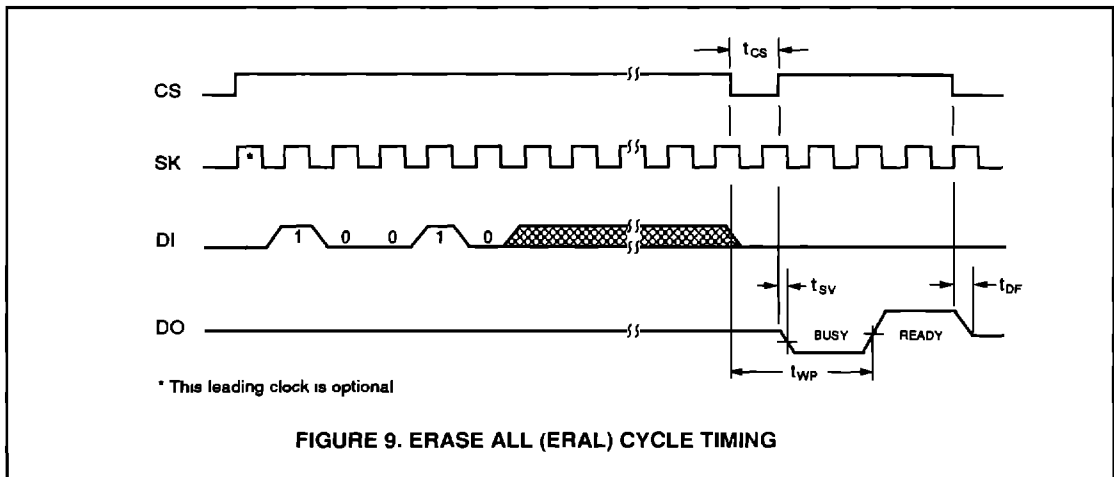 tCS
CS
SK
*
DI
1 0 0 1 0
tSV
tDF
DO
BUSY
READY
tWP
* This leading clock is optional
FIGURE 9. ERASE ALL (ERAL) CYCLE TIMING